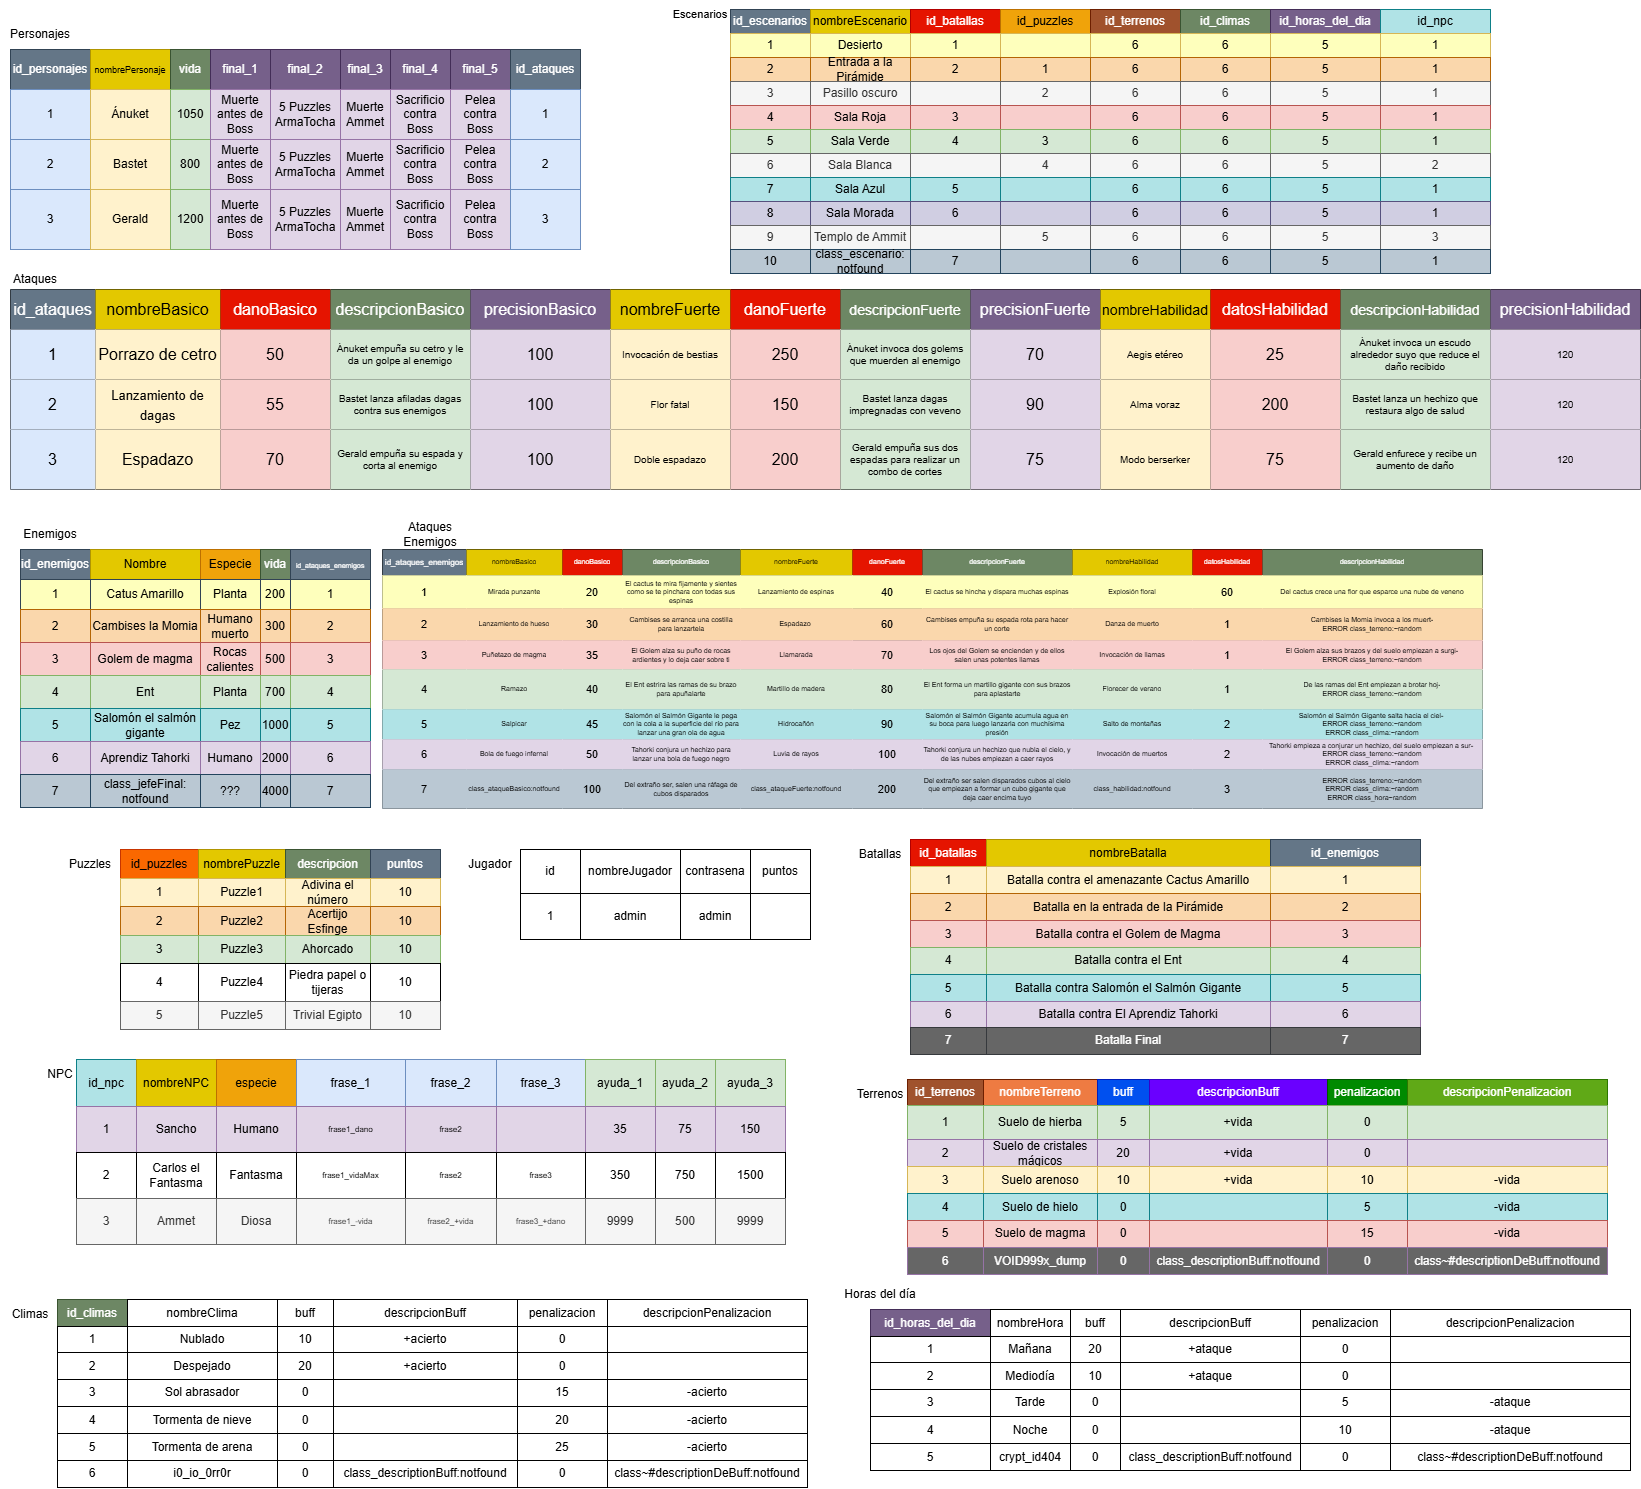 Personajes
id_personajes nombrePersonaje vida final_1 final_2 final_3 final_4 final_5 id_ataques
1 Ánuket 1050 Muerte antes de Boss 5 Puzzles ArmaTocha Muerte Ammet Sacrificio contra Boss Pelea contra Boss 1
2 Bastet 800 Muerte antes de Boss 5 Puzzles ArmaTocha Muerte Ammet Sacrificio contra Boss Pelea contra Boss 2
3 Gerald 1200 Muerte antes de Boss 5 Puzzles ArmaTocha Muerte Ammet Sacrificio contra Boss Pelea contra Boss 3
Escenarios
id_escenarios nombreEscenario id_batallas id_puzzles id_terrenos id_climas id_horas_del_dia id_npc
1 Desierto 1 6 6 5 1
2 Entrada a la Pirámide 2 1 6 6 5 1
3 Pasillo oscuro 2 6 6 5 1
4 Sala Roja 3 6 6 5 1
5 Sala Verde 4 3 6 6 5 1
6 Sala Blanca 4 6 6 5 2
7 Sala Azul 5 6 6 5 1
8 Sala Morada 6 6 6 5 1
9 Templo de Ammit 5 6 6 5 3
10 class_escenario: notfound 7 6 6 5 1
Ataques
id_ataques nombreBasico danoBasico descripcionBasico precisionBasico nombreFuerte danoFuerte descripcionFuerte precisionFuerte nombreHabilidad datosHabilidad descripcionHabilidad precisionHabilidad
1 Porrazo de cetro 50 Ánuket empuña su cetro y le da un golpe al enemigo 100 Invocación de bestias 250 Ánuket invoca dos golems que muerden al enemigo 70 Aegis etéreo 25 Ánuket invoca un escudo alrededor suyo que reduce el daño recibido 120
2 Lanzamiento de dagas 55 Bastet lanza afiladas dagas contra sus enemigos 100 Flor fatal 150 Bastet lanza dagas impregnadas con veveno 90 Alma voraz 200 Bastet lanza un hechizo que restaura algo de salud 120
3 Espadazo 70 Gerald empuña su espada y corta al enemigo 100 Doble espadazo 200 Gerald empuña sus dos espadas para realizar un combo de cortes 75 Modo berserker 75 Gerald enfurece y recibe un aumento de daño 120
Enemigos
id_enemigos Nombre Especie vida id_ataques_enemigos
1 Catus Amarillo Planta 200 1
2 Cambises la Momia Humano muerto 300 2
3 Golem de magma Rocas calientes 500 3
4 Ent Planta 700 4
5 Salomón el salmón gigante Pez 1000 5
6 Aprendiz Tahorki Humano 2000 6
7 class_jefeFinal: notfound ??? 4000 7
Ataques Enemigos
id_ataques_enemigos nombreBasico danoBasico descripcionBasico nombreFuerte danoFuerte descripcionFuerte nombreHabilidad datosHabilidad descripcionHabilidad
1 Mirada punzante 20 El cactus te mira fijamente y sientes como se te pinchara con todas sus espinas Lanzamiento de espinas 40 El cactus se hincha y dispara muchas espinas Explosión floral 60 Del cactus crece una flor que esparce una nube de veneno
2 Lanzamiento de hueso 30 Cambises se arranca una costilla para lanzartela Espadazo 60 Cambises empuña su espada rota para hacer un corte Danza de muerto 1 Cambises la Momia invoca a los muert- ERROR class_terreno:~random
3 Puñetazo de magma 35 El Golem alza su puño de rocas ardientes y lo deja caer sobre ti Llamarada 70 Los ojos del Golem se encienden y de ellos salen unas potentes llamas Invocación de llamas 1 El Golem alza sus brazos y del suelo empiezan a surgi- ERROR class_terreno:~random
4 Ramazo 40 El Ent estrira las ramas de su brazo para apuñalarte Martillo de madera 80 El Ent forma un martillo gigante con sus brazos para aplastarte Florecer de verano 1 De las ramas del Ent empiezan a brotar hoj- ERROR class_terreno:~random
5 Salpicar 45 Salomón el Salmón Gigante le pega con la cola a la superficie del río para lanzar una gran ola de agua Hidrocañón 90 Salomón el Salmón Gigante acumula agua en su boca para luego lanzarla con muchísima presión Salto de montañas 2 Salomón el Salmón Gigante salta hacia el ciel- ERROR class_terreno:~random ERROR class_clima:~random
6 Bola de fuego infernal 50 Tahorki conjura un hechizo para lanzar una bola de fuego negro Luvia de rayos 100 Tahorki conjura un hechizo que nubla el cielo, y de las nubes empiezan a caer rayos Invocación de muertos 2 Tahorki empieza a conjurar un hechizo, del suelo empiezan a sur- ERROR class_terreno:~random ERROR class_clima:~random
7 class_ataqueBasico:notfound 100 Del extraño ser, salen una ráfaga de cubos disparados class_ataqueFuerte:notfound 200 Del extraño ser salen disparados cubos al cielo que empiezan a formar un cubo gigante que deja caer encima tuyo class_habilidad:notfound 3 ERROR class_terreno:~random ERROR class_clima:~random ERROR class_hora~random
Puzzles
id_puzzles nombrePuzzle descripcion puntos
1 Puzzle1 Adivina el número 10
2 Puzzle2 Acertijo Esfinge 10
3 Puzzle3 Ahorcado 10
4 Puzzle4 Piedra papel o tijeras 10
5 Puzzle5 Trivial Egipto 10
Jugador
id nombreJugador contrasena puntos
1 admin admin
Batallas
id_batallas nombreBatalla id_enemigos
1 Batalla contra el amenazante Cactus Amarillo 1
2 Batalla en la entrada de la Pirámide 2
3 Batalla contra el Golem de Magma 3
4 Batalla contra el Ent 4
5 Batalla contra Salomón el Salmón Gigante 5
6 Batalla contra El Aprendiz Tahorki 6
7 Batalla Final 7
NPC
id_npc nombreNPC especie frase_1 frase_2 frase_3 ayuda_1 ayuda_2 ayuda_3
1 Sancho Humano frase1_dano frase2 35 75 150
2 Carlos el Fantasma Fantasma frase1_vidaMax frase2 frase3 350 750 1500
3 Ammet Diosa frase1_-vida frase2_+vida frase3_+dano 9999 500 9999
Terrenos
id_terrenos nombreTerreno buff descripcionBuff penalizacion descripcionPenalizacion
1 Suelo de hierba 5 +vida 0
2 Suelo de cristales mágicos 20 +vida 0
3 Suelo arenoso 10 +vida 10 -vida
4 Suelo de hielo 0 5 -vida
5 Suelo de magma 0 15 -vida
6 VOID999x_dump 0 class_descriptionBuff:notfound 0 class~#descriptionDeBuff:notfound
Climas
id_climas nombreClima buff descripcionBuff penalizacion descripcionPenalizacion
1 Nublado 10 +acierto 0
2 Despejado 20 +acierto 0
3 Sol abrasador 0 15 -acierto
4 Tormenta de nieve 0 20 -acierto
5 Tormenta de arena 0 25 -acierto
6 i0_io_0rr0r 0 class_descriptionBuff:notfound 0 class~#descriptionDeBuff:notfound
Horas del día
id_horas_del_dia nombreHora buff descripcionBuff penalizacion descripcionPenalizacion
1 Mañana 20 +ataque 0
2 Mediodía 10 +ataque 0
3 Tarde 0 5 -ataque
4 Noche 0 10 -ataque
5 crypt_id404 0 class_descriptionBuff:notfound 0 class~#descriptionDeBuff:notfound